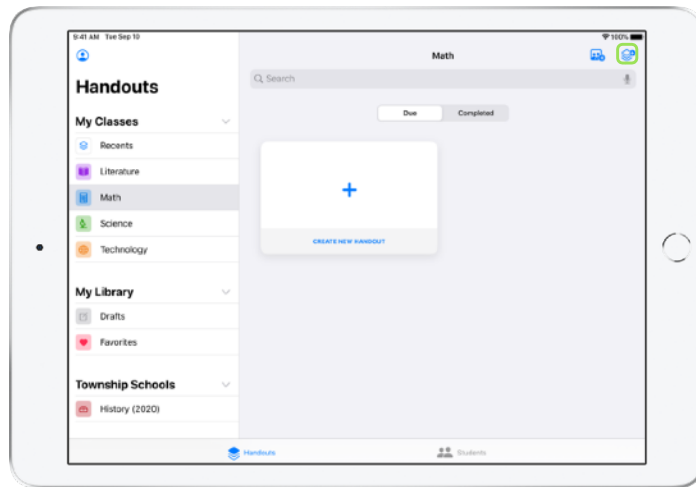 9:41 AM Tue Sep 10
100%
Handouts
My Classes
Recents
Literature
Math
Science
Technology
My Library
Drafts
Favorites
Township Schools
History (2020)
Math
Search
Due Completed
CREATE NEW HANDOUT
Handouts Students